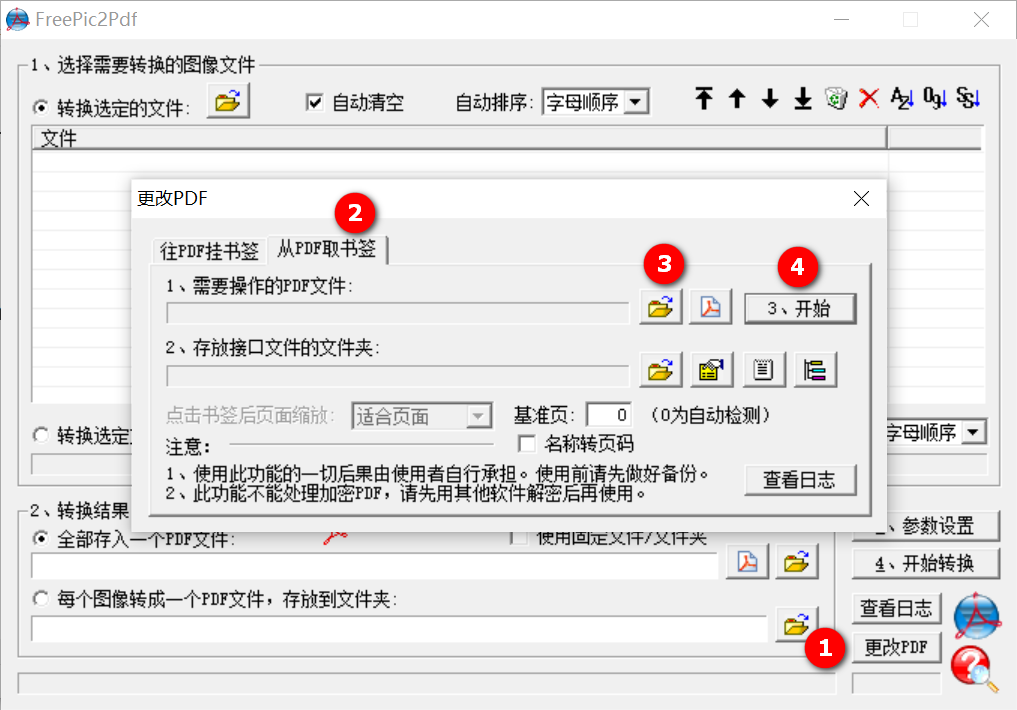 FreePic2Pdf
1、选择需要转换的图像文件
转换选定的文件:
自动清空
自动排序:
字母顺序
文件
更改PDF
2
往PDF挂书签
从PDF取书签
3
4
1、需要操作的PDF文件:
3、开始
2、存放接口文件的文件夹:
点击书签后页面缩放:
适合页面
基准页:
0
(0为自动检测)
注意:
名称转页码
1、使用此功能的一切后果由使用者自行承担。使用前请先做好备份。
2、此功能不能处理加密PDF，请先用其他软件解密后再使用。
查看日志
转换选定
字母顺序
2、转换结果
、参数设置
全部存入一个PDF文件:
使用固定文件/文件夹
4、开始转换
每个图像转成一个PDF文件，存放到文件夹:
查看日志
1
更改PDF